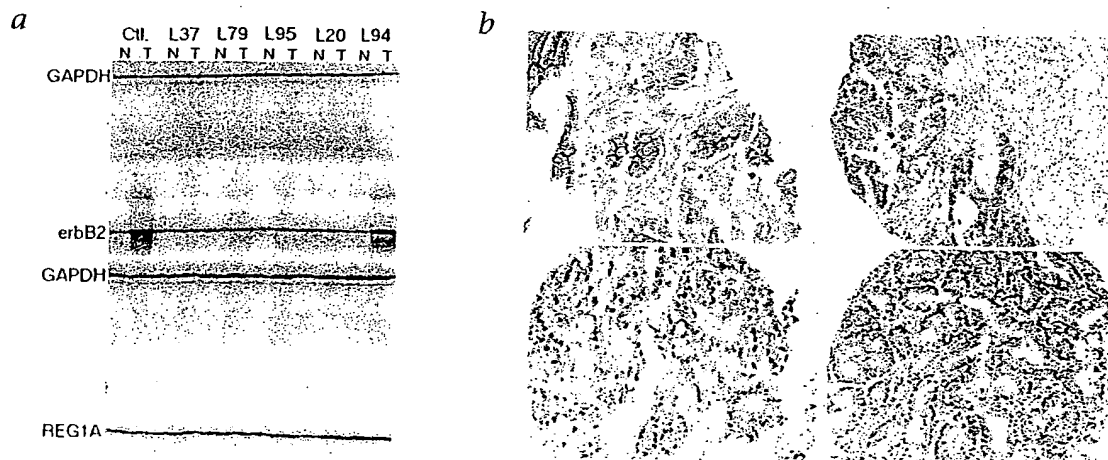 a
Ctl. L37 L79 L95 L20 L94
N T N T N T N T N T N T
GAPDH
erbB2
GAPDH
REG1A
b